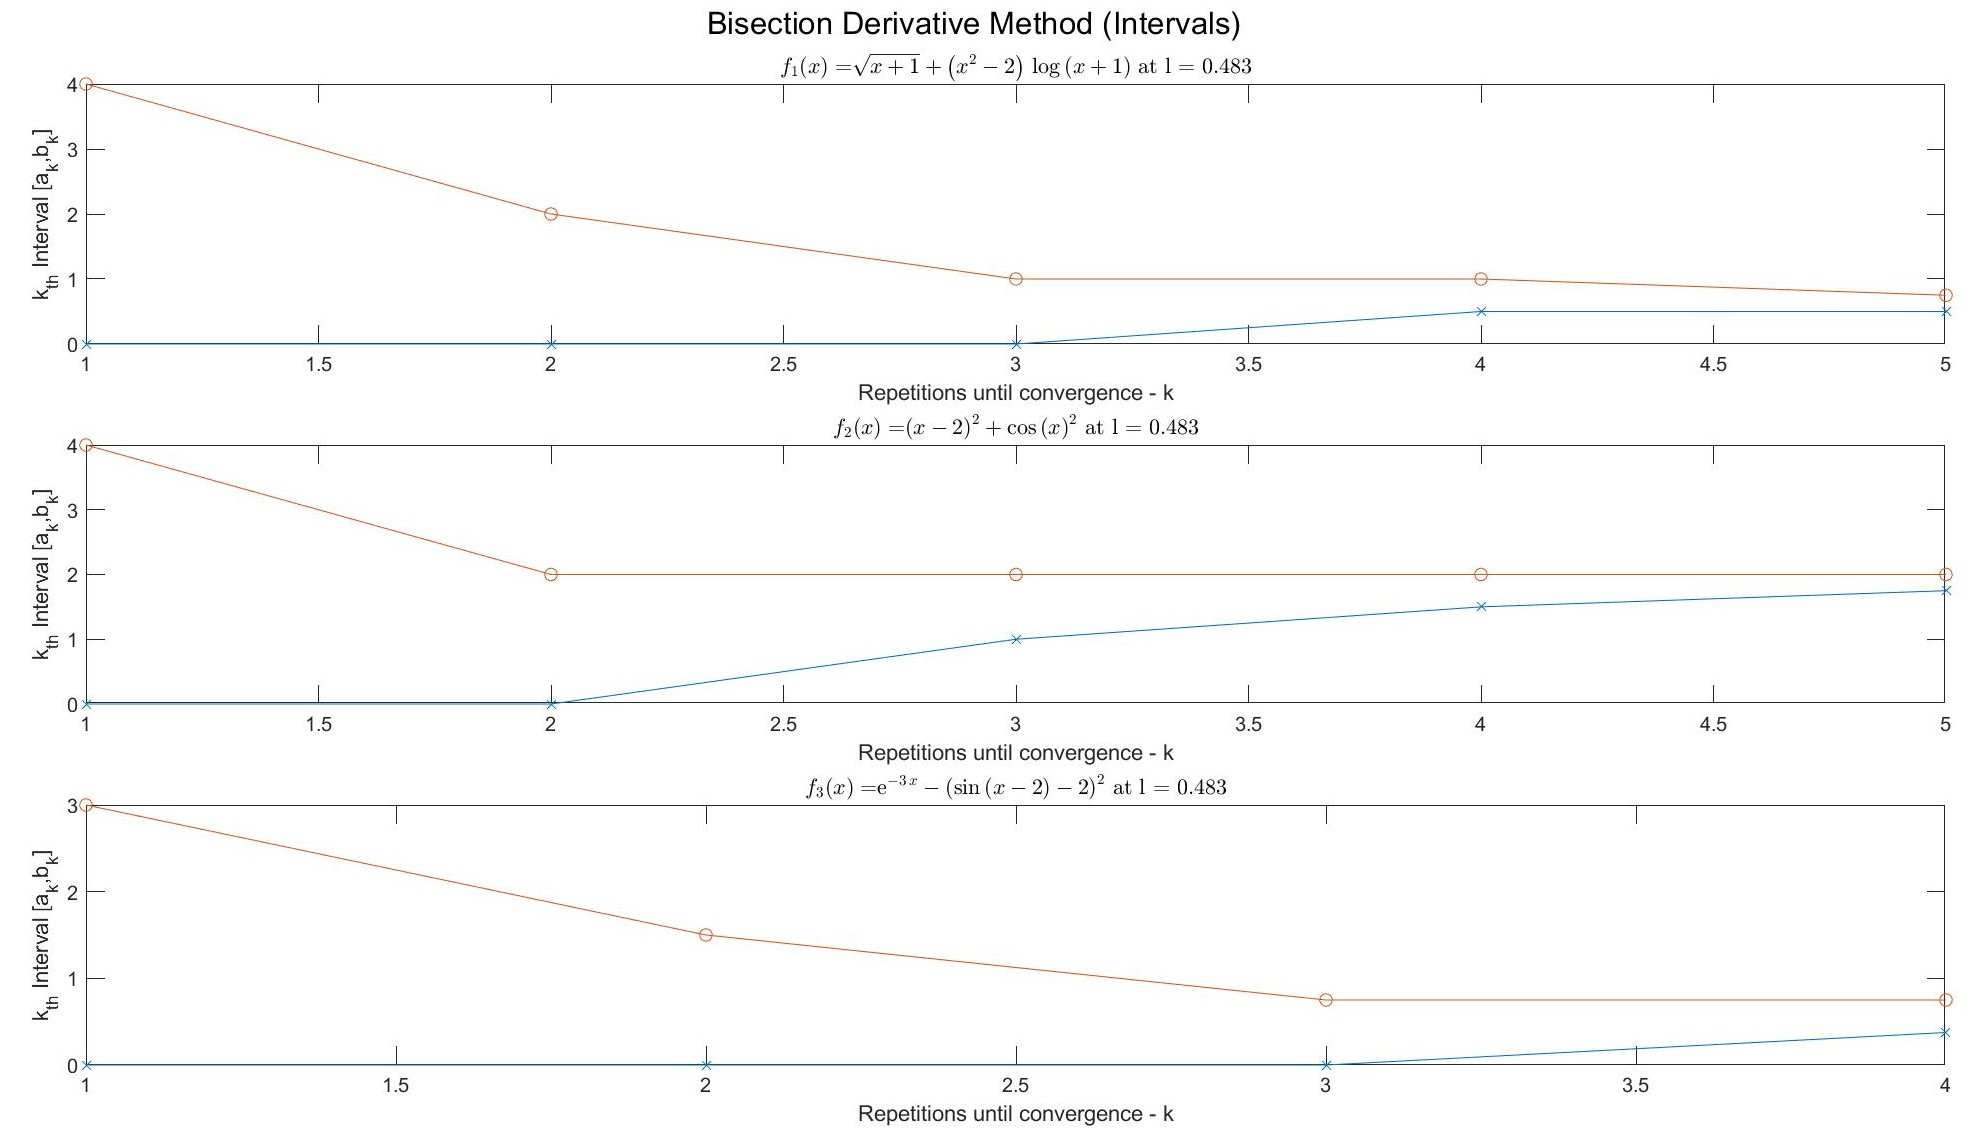 Bisection Derivative Method (Intervals)
f₁(x) =√(x + 1) + (x² − 2) log (x + 1) at l = 0.483
4
3
2
1
0
k_th Interval [a_k,b_k]
1 1.5 2 2.5 3 3.5 4 4.5 5
Repetitions until convergence - k
f₂(x) =(x − 2)² + cos (x)² at l = 0.483
4
3
2
1
0
k_th Interval [a_k,b_k]
1 1.5 2 2.5 3 3.5 4 4.5 5
Repetitions until convergence - k
f₃(x) =e^(−3 x) − (sin (x − 2) − 2)² at l = 0.483
3
2
1
0
k_th Interval [a_k,b_k]
1 1.5 2 2.5 3 3.5 4
Repetitions until convergence - k